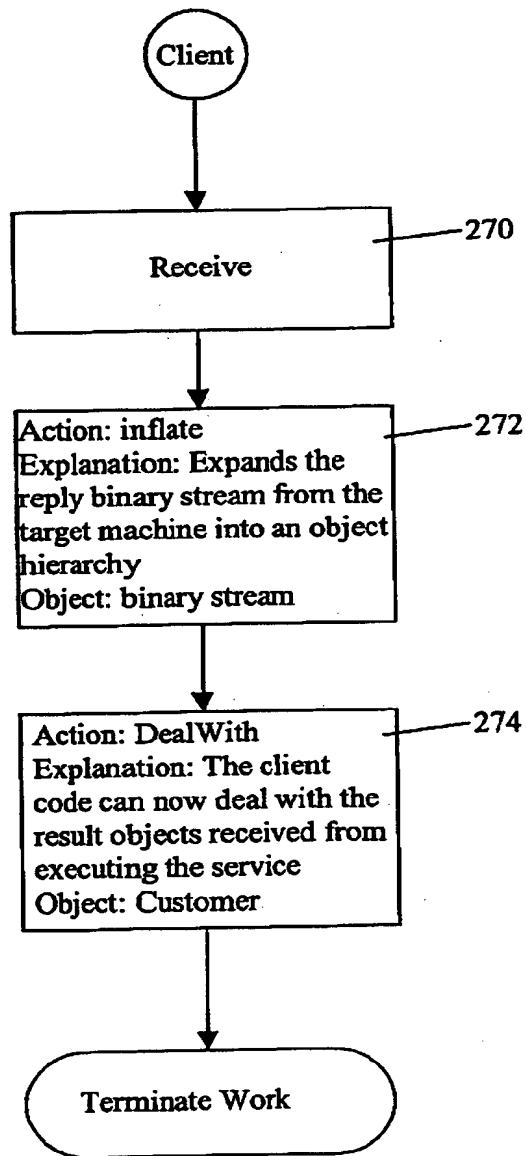 Client
270
Receive
272
Action: inflate
Explanation: Expands the
reply binary stream from the
target machine into an object
hierarchy
Object: binary stream
274
Action: DealWith
Explanation: The client
code can now deal with the
result objects received from
executing the service
Object: Customer
Terminate Work